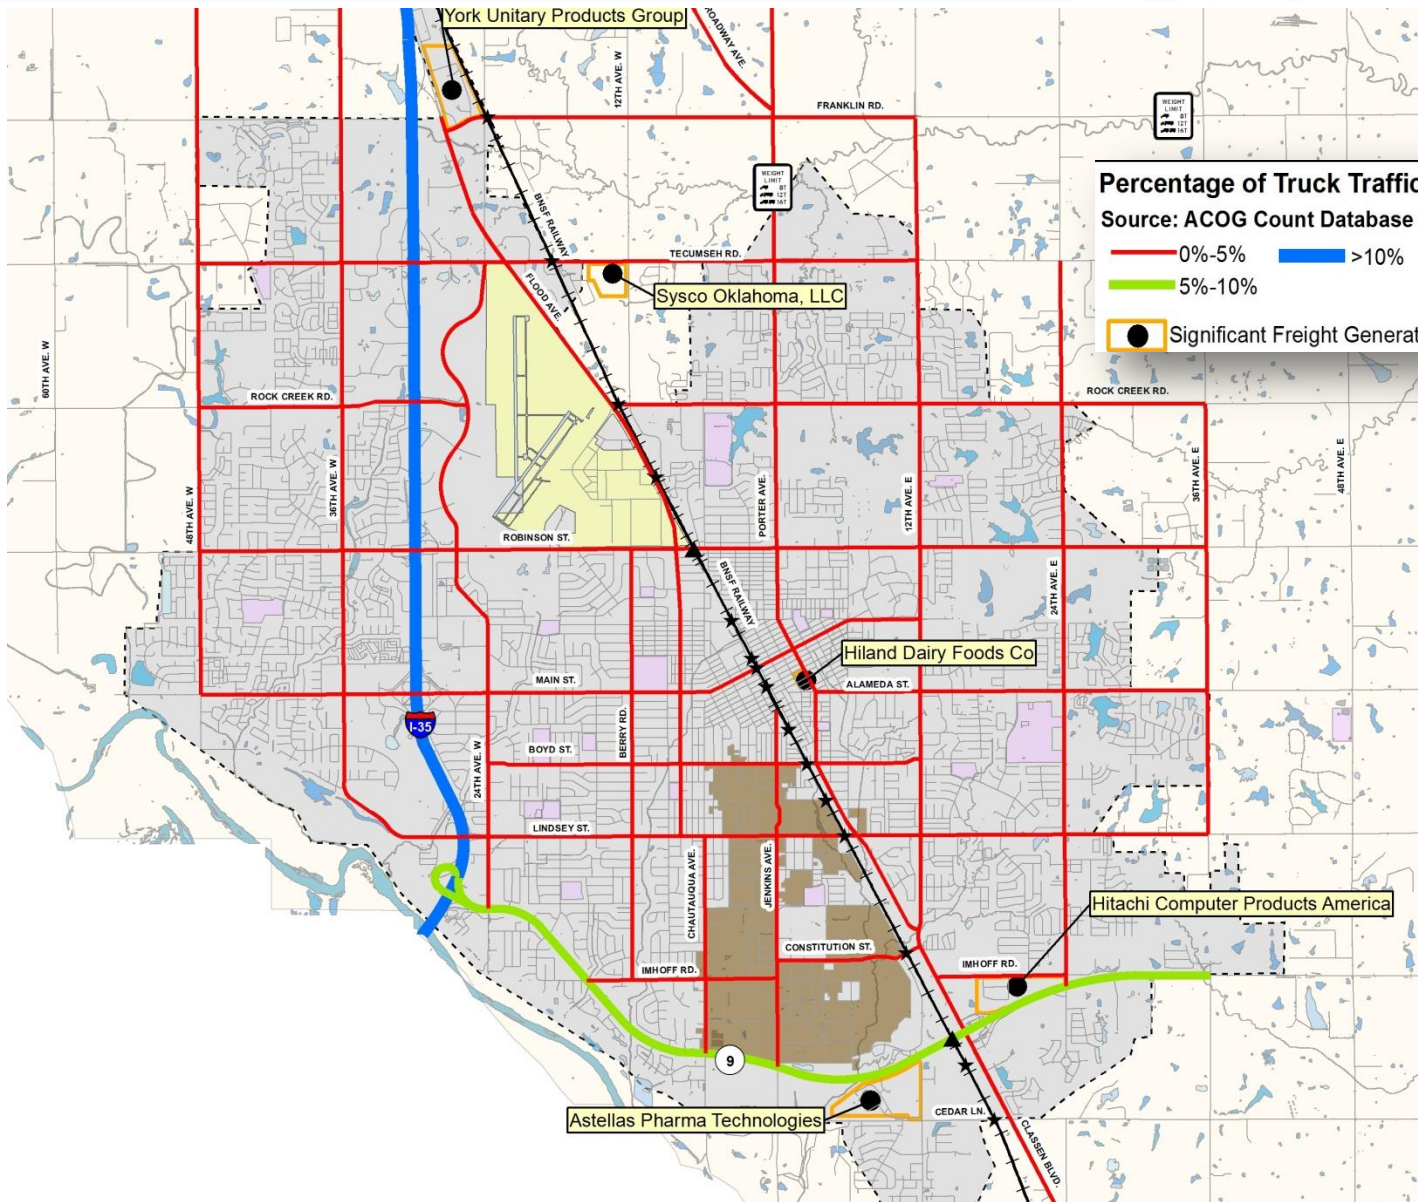 York Unitary Products Group
ROADWAY AVE.
12TH AVE. W
FRANKLIN RD.
WEIGHT
LIMIT
8T
12T
16T
WEIGHT
LIMIT
8T
12T
16T
Percentage of Truck Traffic
Source: ACOG Count Database
0%-5%
>10%
5%-10%
Significant Freight Generat
BNSF RAILWAY
TECUMSEH RD.
FLOOD AVE.
Sysco Oklahoma, LLC
60TH AVE. W
ROCK CREEK RD.
ROCK CREEK RD.
48TH AVE. W
36TH AVE. W
ROBINSON ST.
PORTER AVE.
12TH AVE. E
36TH AVE. E
48TH AVE. E
BNSF RAILWAY
24TH AVE. E
Hiland Dairy Foods Co
MAIN ST.
ALAMEDA ST.
I-35
BERRY RD.
BOYD ST.
24TH AVE. W
LINDSEY ST.
CHAUTAUQUA AVE.
JENKINS AVE.
Hitachi Computer Products America
CONSTITUTION ST.
IMHOFF RD.
IMHOFF RD.
9
Astellas Pharma Technologies
CEDAR LN.
CLASSEN BLVD.